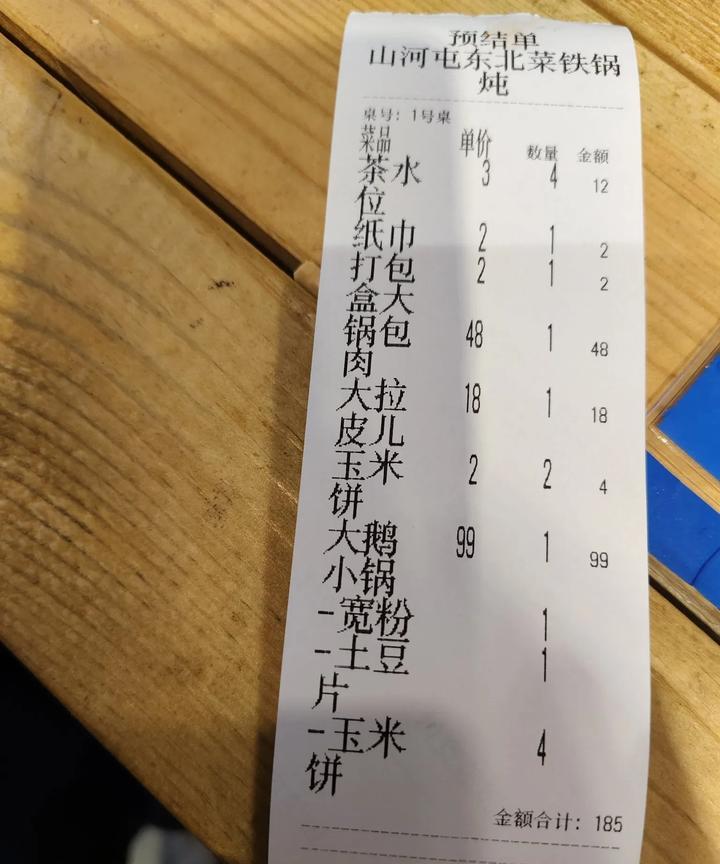 预结单
山河屯东北菜铁锅
炖
桌号: 1号桌
菜品 单价 数量 金额
茶水 3 4 12
位
纸巾 2 1 2
打包 2 1 2
盒大
锅包 48 1 48
肉
大拉 18 1 18
皮儿
玉米 2 2 4
饼
大鹅 99 1 99
小锅
-宽粉 1
-土豆 1
片
-玉米 4
饼
金额合计: 185